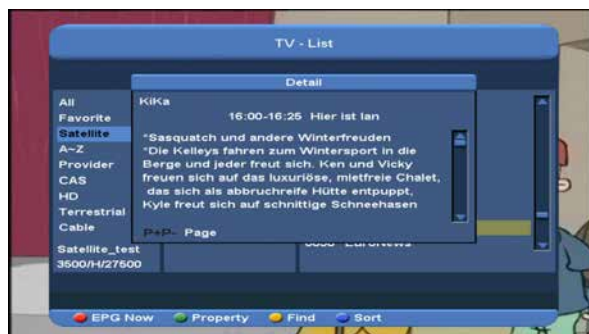 TV - List
Detail
All
Favorite
Satellite
A~Z
Provider
CAS
HD
Terrestrial
Cable
Satellite_test
3500/H/27500
KiKa
16:00-16:25 Hier ist Ian
*Sasquatch und andere Winterfreuden
*Die Kelleys fahren zum Wintersport in die
Berge und jeder freut sich. Ken und Vicky
freuen sich auf das luxuriöse, mietfreie Chalet,
das sich als abbruchreife Hütte entpuppt,
Kyle freut sich auf schnittige Schneehasen
P+P- Page
EuroNews
EPG Now
Property
Find
Sort